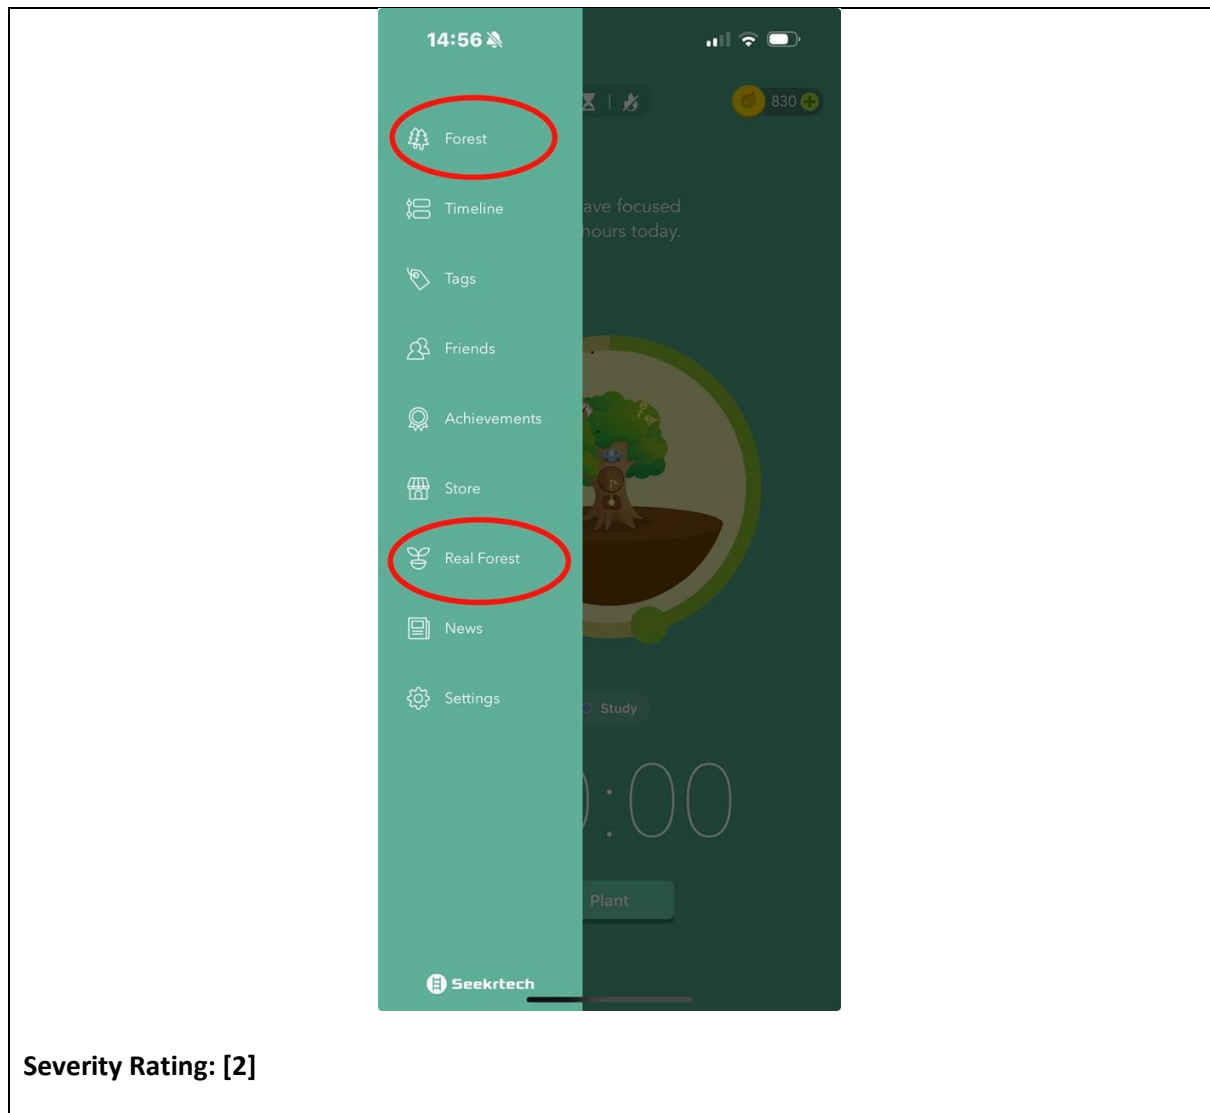 14:56
830
Forest
Timeline
ave focused
hours today.
Tags
Friends
Achievements
Store
Real Forest
News
Settings
Study
:00
Plant
Seekrtech
Severity Rating: [2]